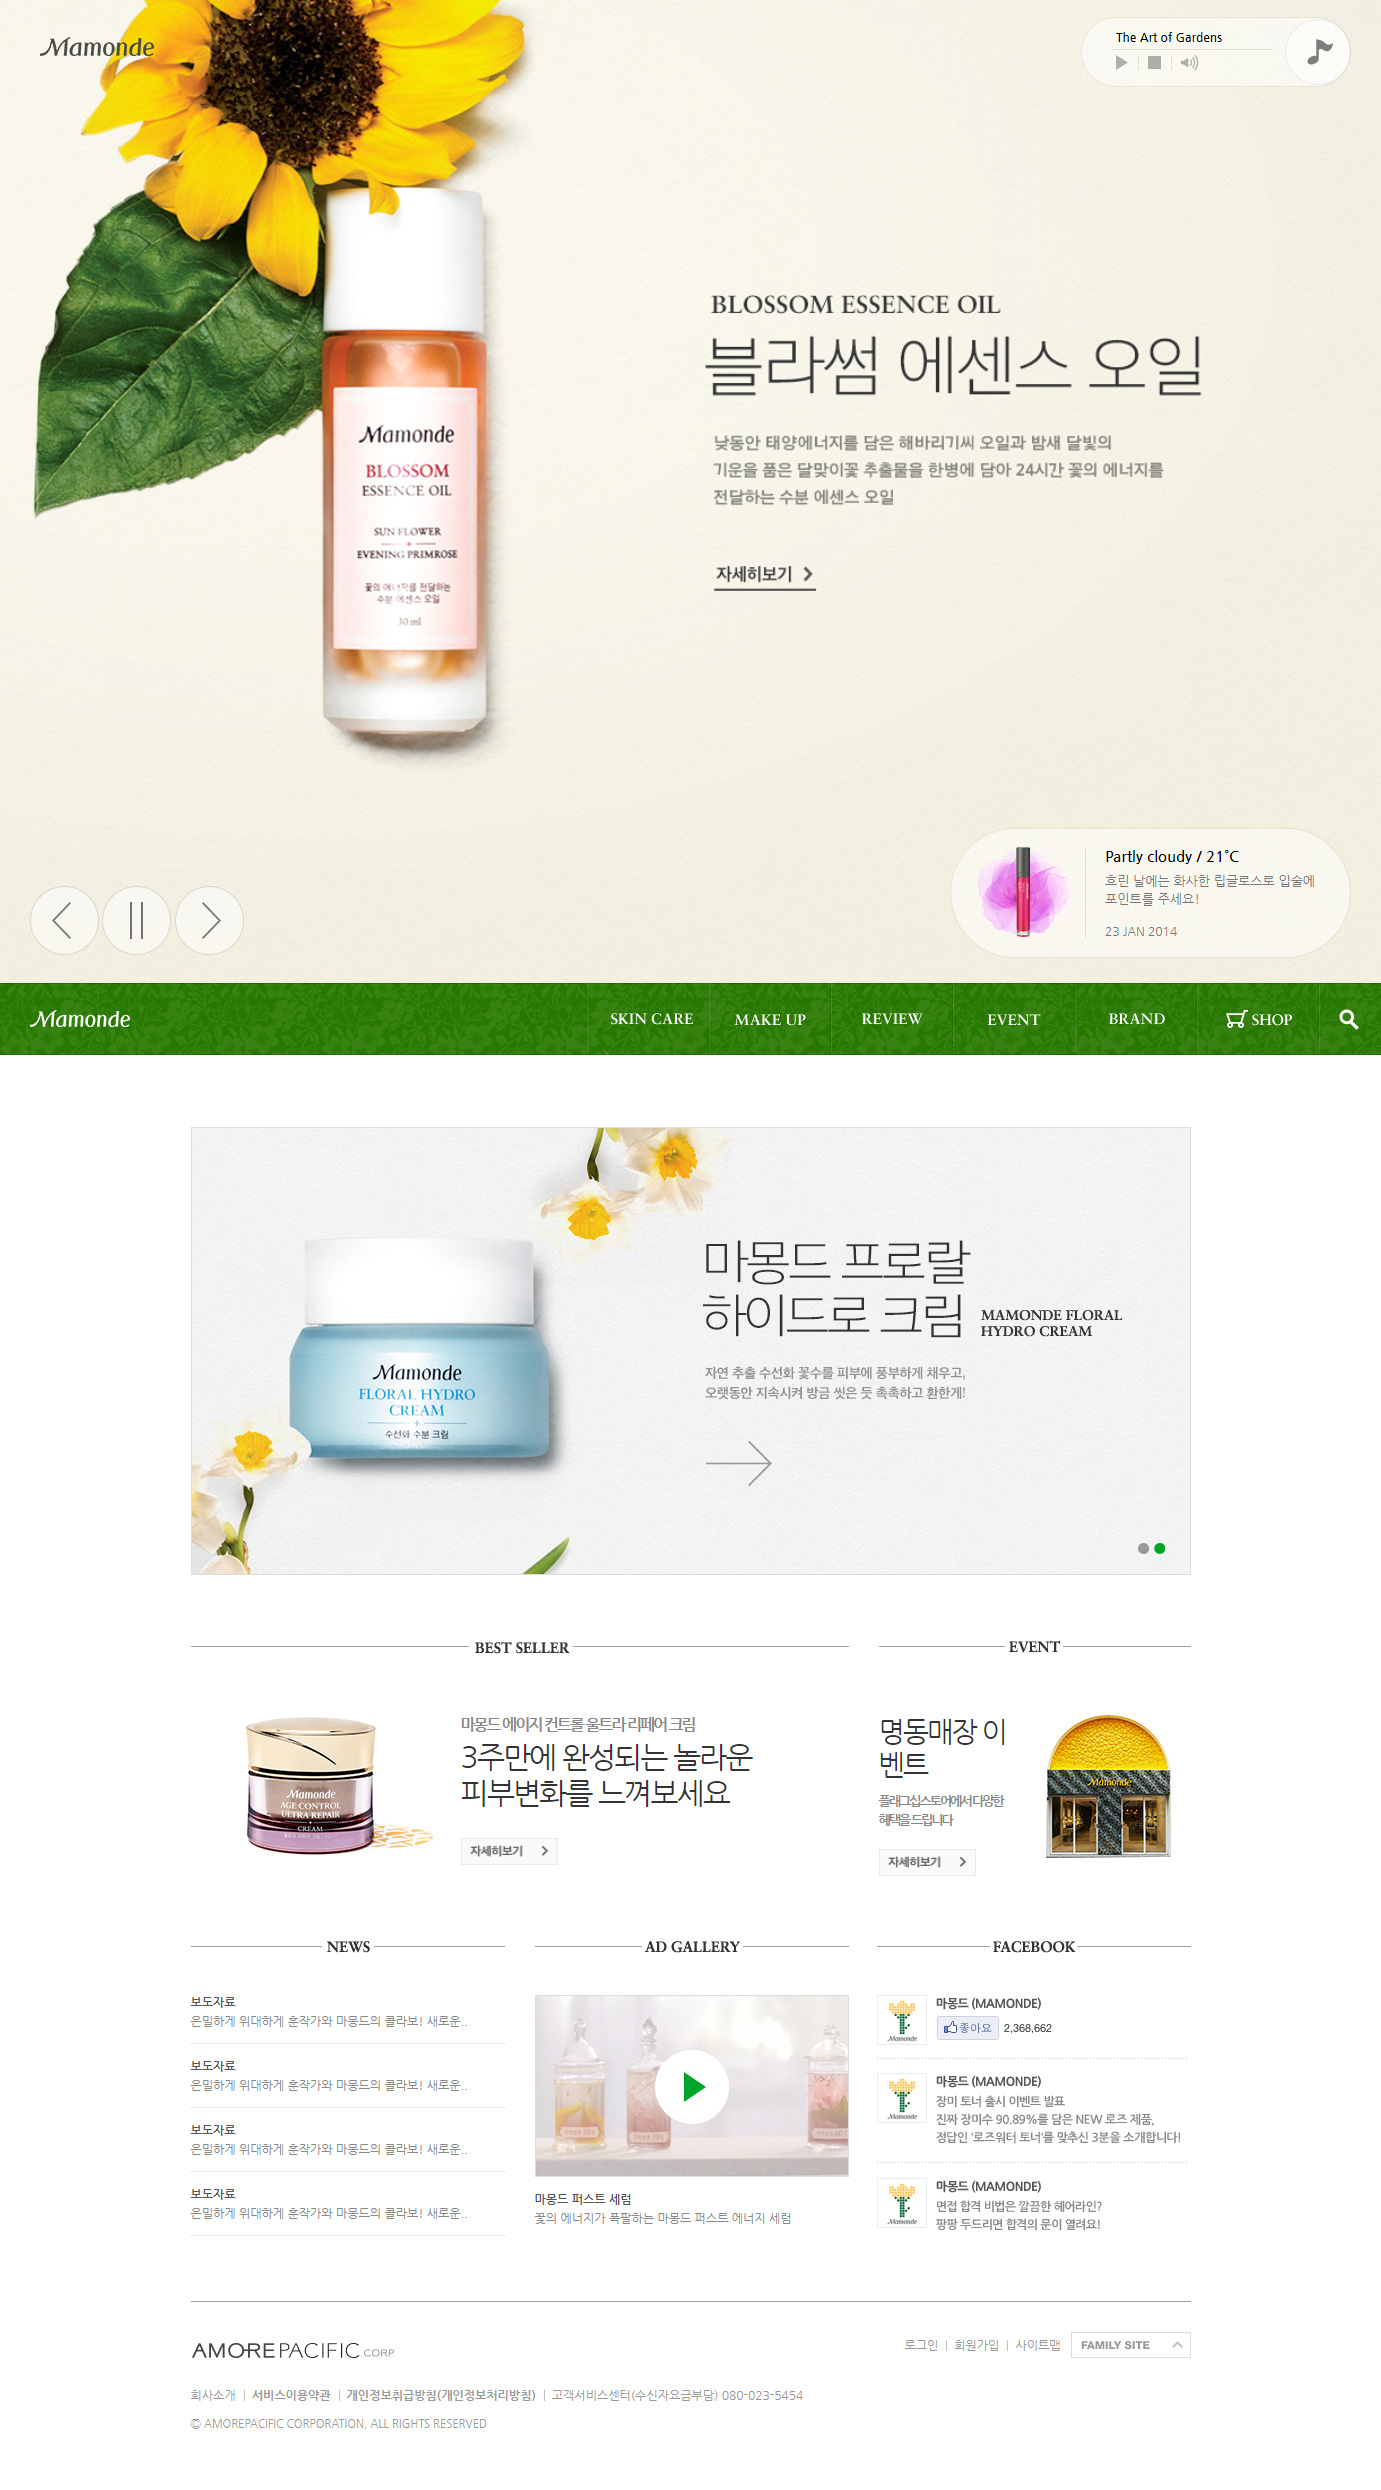 Mamonde
The Art of Gardens
BLOSSOM ESSENCE OIL
블라썸 에센스 오일
낮동안 태양에너지를 담은 해바리기씨 오일과 밤새 달빛의
기운을 품은 달맞이꽃 추출물을 한병에 담아 24시간 꽃의 에너지를
전달하는 수분 에센스 오일
자세히보기
Mamonde
BLOSSOM
ESSENCE OIL
SUN FLOWER
EVENING PRIMROSE
꽃의 에너지를 전달하는
수분 에센스 오일
30 ml
Partly cloudy / 21°C
흐린 날에는 화사한 립글로스로 입술에
포인트를 주세요!
23 JAN 2014
Mamonde
SKIN CARE
MAKE UP
REVIEW
EVENT
BRAND
SHOP
마몽드 프로랄
하이드로 크림
MAMONDE FLORAL
HYDRO CREAM
자연 추출 수선화 꽃수를 피부에 풍부하게 채우고,
오랫동안 지속시켜 방금 씻은 듯 촉촉하고 환한게!
Mamonde
FLORAL HYDRO
CREAM
수선화 수분 크림
BEST SELLER
마몽드 에이지 컨트롤 울트라 리페어 크림
3주만에 완성되는 놀라운
피부변화를 느껴보세요
자세히보기
Mamonde
AGE CONTROL
ULTRA REPAIR
CREAM
EVENT
명동매장 이
벤트
플래그십스토어에서 다양한
혜택을 드립니다
자세히보기
Mamonde
NEWS
보도자료
은밀하게 위대하게 훈작가와 마몽드의 콜라보! 새로운..
보도자료
은밀하게 위대하게 훈작가와 마몽드의 콜라보! 새로운..
보도자료
은밀하게 위대하게 훈작가와 마몽드의 콜라보! 새로운..
보도자료
은밀하게 위대하게 훈작가와 마몽드의 콜라보! 새로운..
AD GALLERY
마몽드 퍼스트 세럼
꽃의 에너지가 폭팔하는 마몽드 퍼스트 에너지 세럼
FACEBOOK
마몽드 (MAMONDE)
좋아요 2,368,662
Mamonde
마몽드 (MAMONDE)
장미 토너 출시 이벤트 발표
진짜 장미수 90.89%를 담은 NEW 로즈 제품,
정답인 '로즈워터 토너'를 맞추신 3분을 소개합니다!
Mamonde
마몽드 (MAMONDE)
면접 합격 비법은 깔끔한 헤어라인?
팡팡 두드리면 합격의 문이 열려요!
Mamonde
AMOREPACIFIC CORP.
로그인 | 회원가입 | 사이트맵
FAMILY SITE
회사소개 | 서비스이용약관 | 개인정보취급방침(개인정보처리방침) | 고객서비스센터(수신자요금부담) 080-023-5454
© AMOREPACIFIC CORPORATION, ALL RIGHTS RESERVED